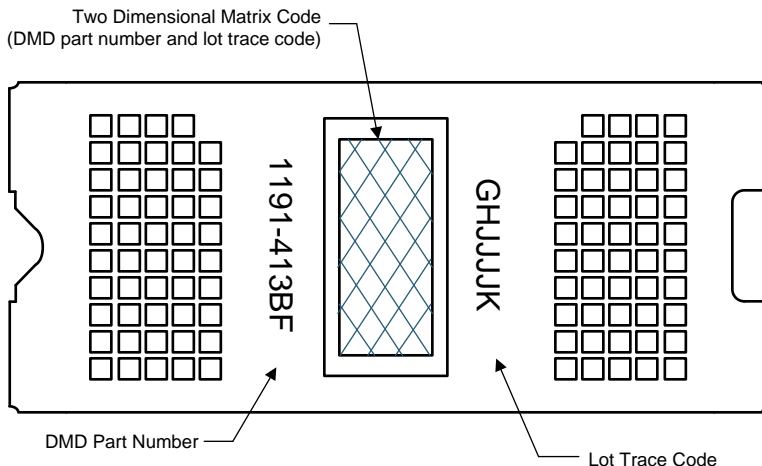 Two Dimensional Matrix Code
(DMD part number and lot trace code)
1191-413BF
GHJJJJK
DMD Part Number
Lot Trace Code